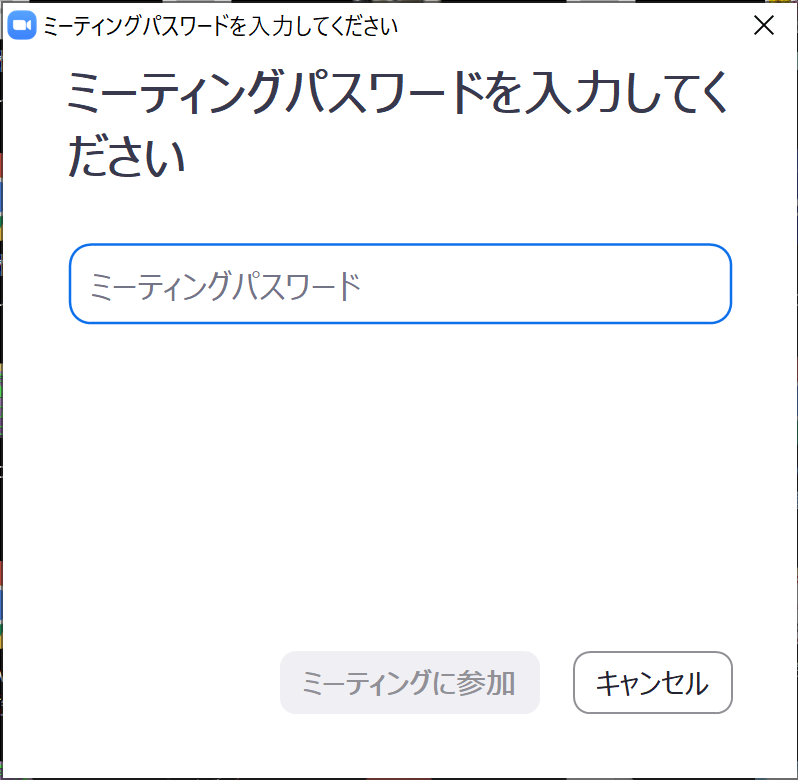 ミーティングパスワードを入力してください
ミーティングパスワードを入力してく
ださい
ミーティングパスワード
ミーティングに参加
キャンセル